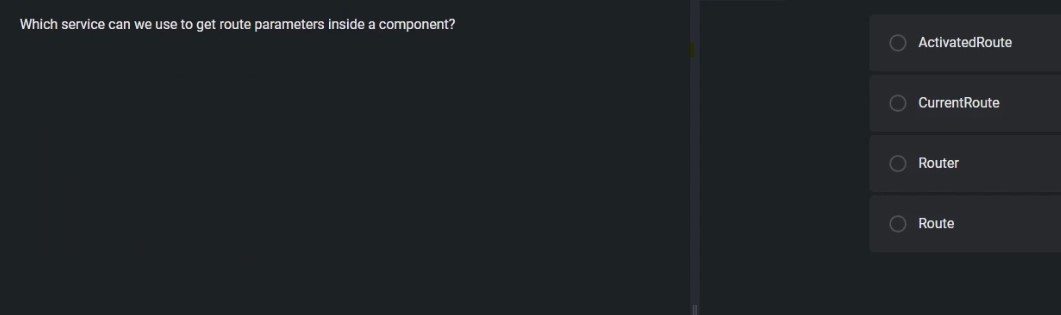 Which service can we use to get route parameters inside a component?
ActivatedRoute
CurrentRoute
Router
Route